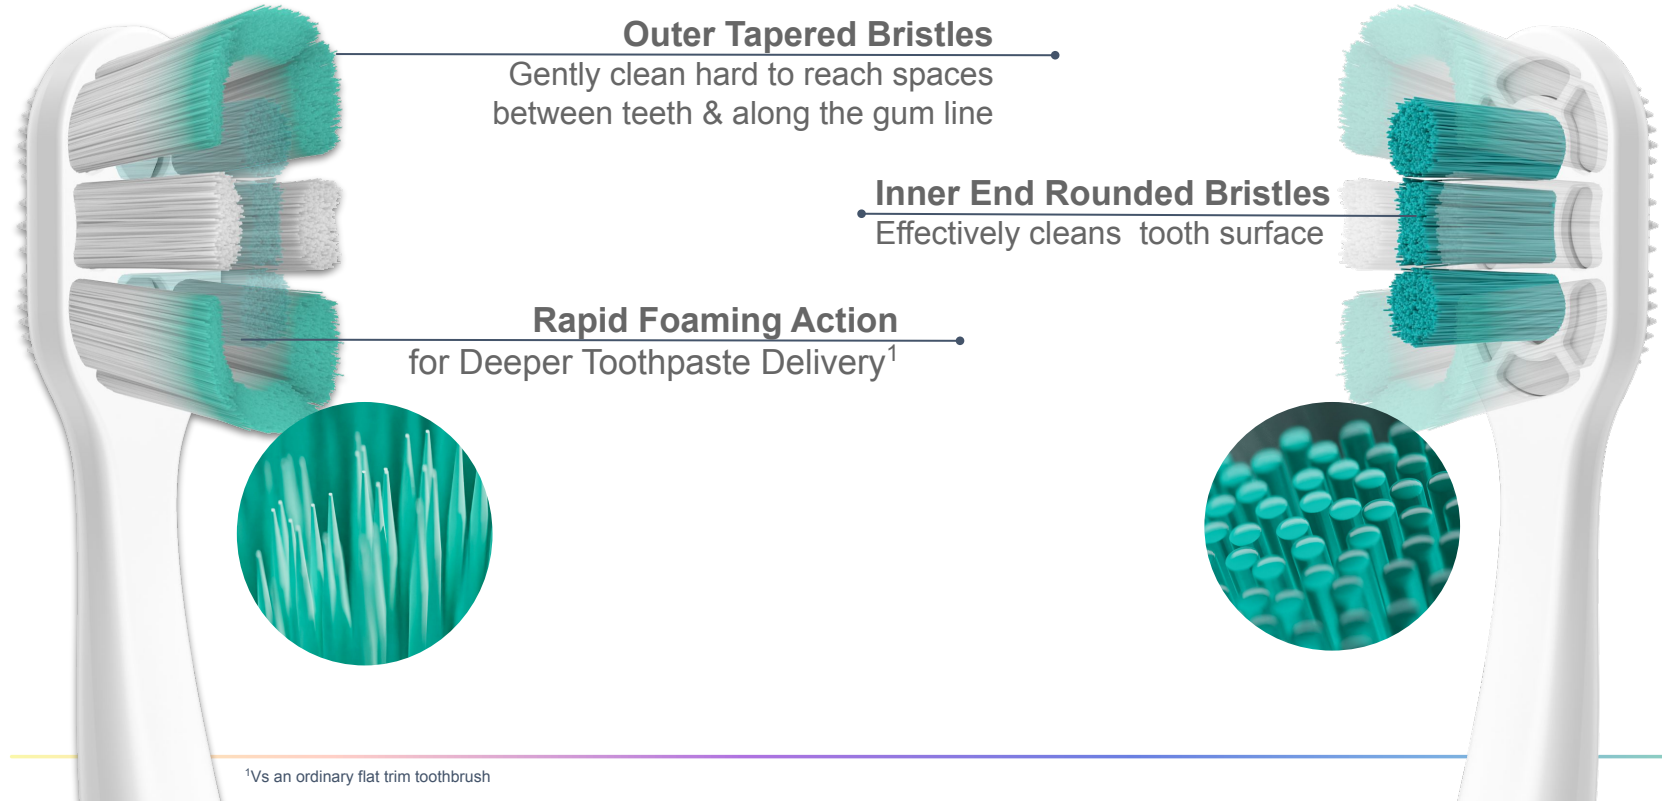 Outer Tapered Bristles
Gently clean hard to reach spaces
between teeth & along the gum line
Inner End Rounded Bristles
Effectively cleans  tooth surface
Rapid Foaming Action
for Deeper Toothpaste Delivery¹
¹Vs an ordinary flat trim toothbrush